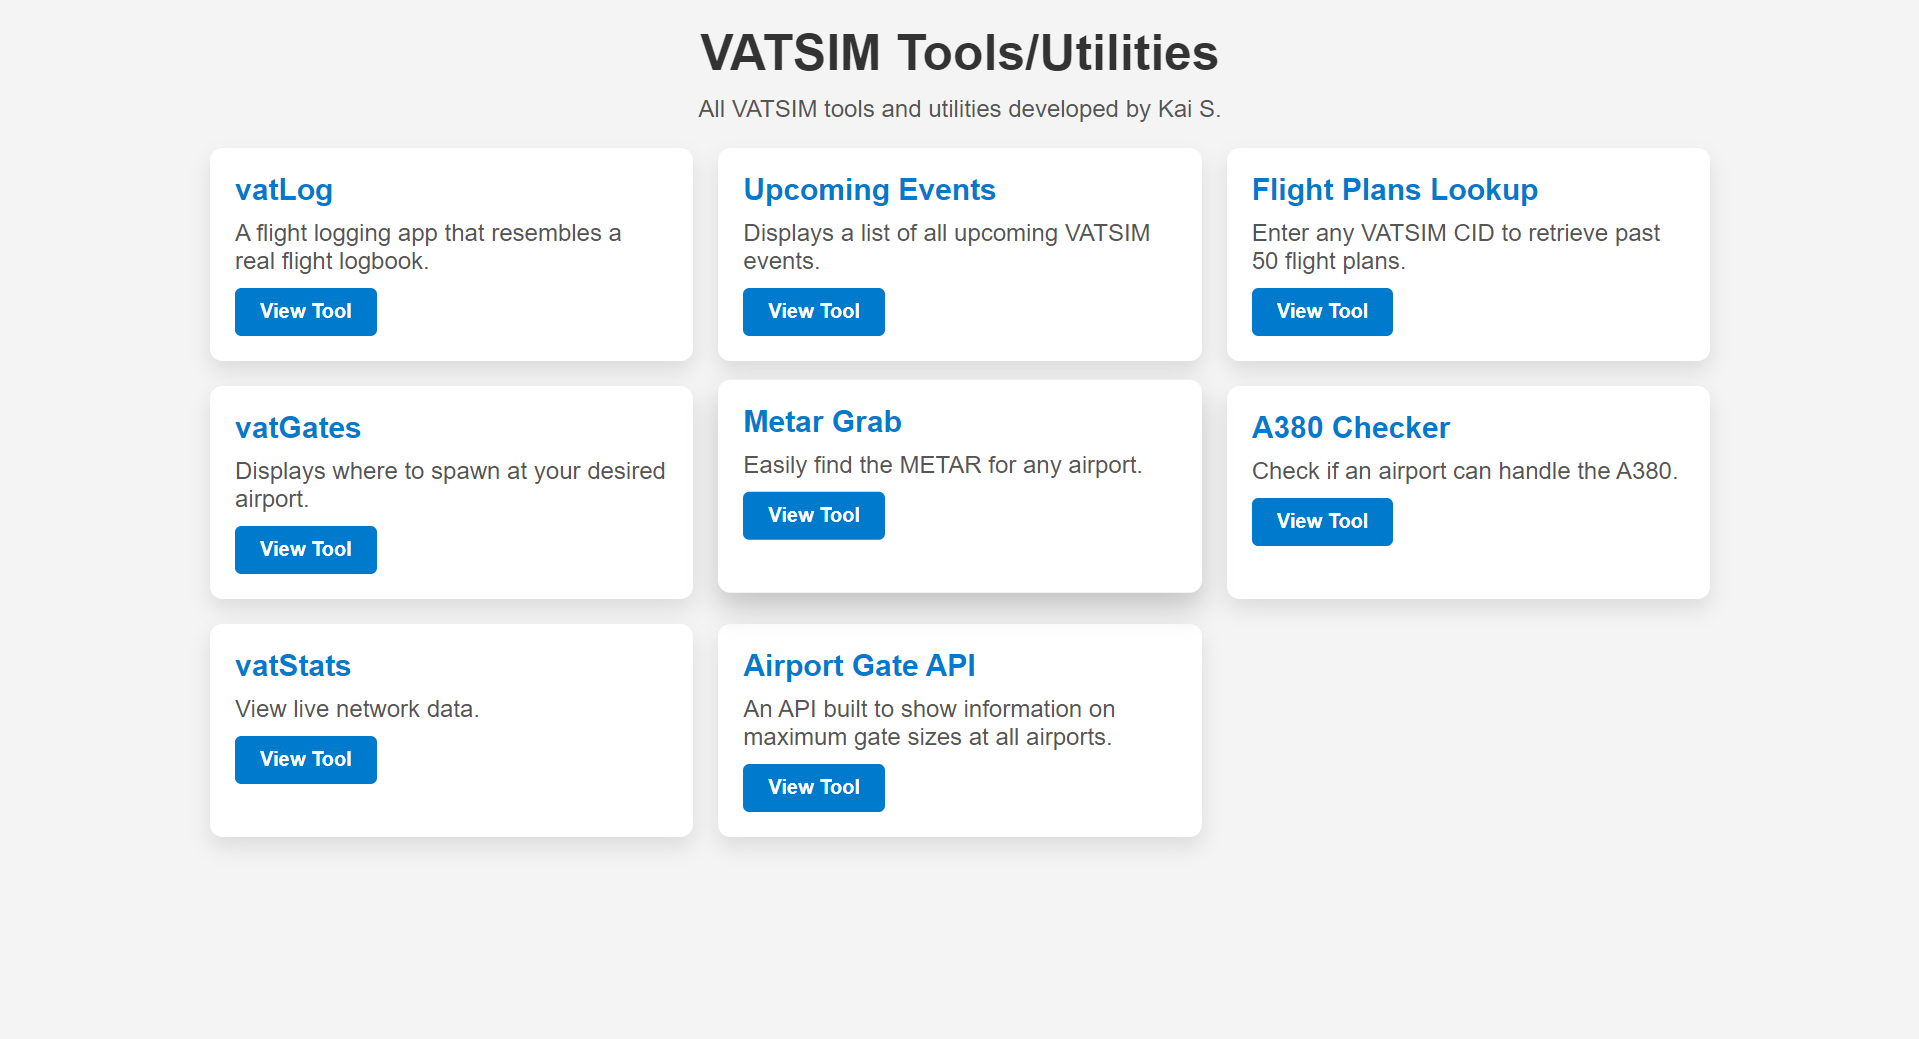 VATSIM Tools/Utilities
All VATSIM tools and utilities developed by Kai S.
vatLog
A flight logging app that resembles a
real flight logbook.
View Tool
Upcoming Events
Displays a list of all upcoming VATSIM
events.
View Tool
Flight Plans Lookup
Enter any VATSIM CID to retrieve past
50 flight plans.
View Tool
vatGates
Displays where to spawn at your desired
airport.
View Tool
Metar Grab
Easily find the METAR for any airport.
View Tool
A380 Checker
Check if an airport can handle the A380.
View Tool
vatStats
View live network data.
View Tool
Airport Gate API
An API built to show information on
maximum gate sizes at all airports.
View Tool